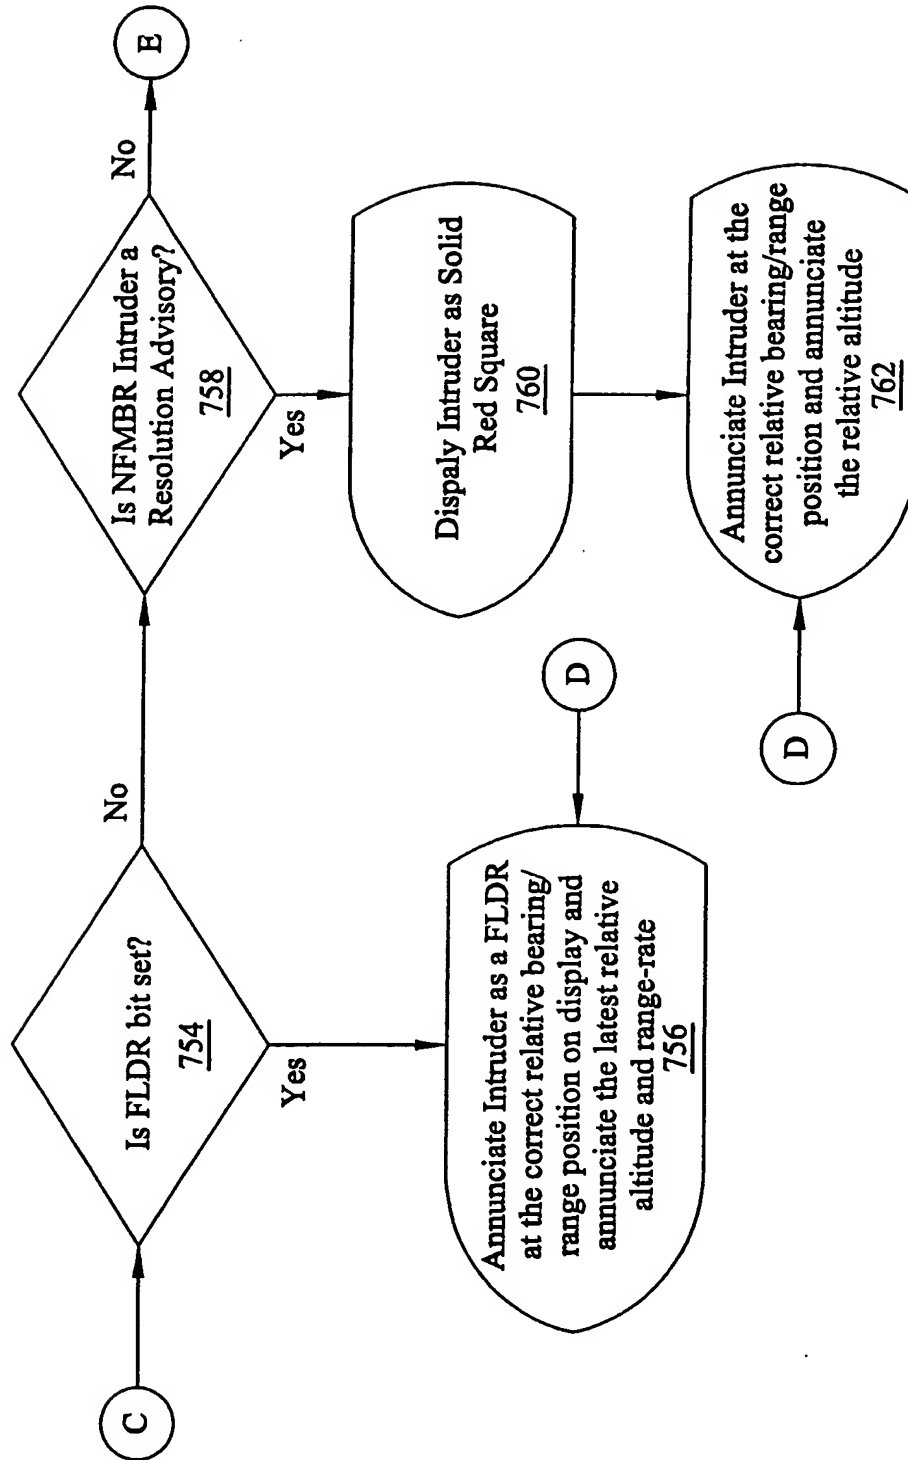 C
Is FLDR bit set?
754
No
Yes
Annunciate Intruder as a FLDR
at the correct relative bearing/
range position on display and
annunciate the latest relative
altitude and range-rate
756
D
Is NFMBR Intruder a
Resolution Advisory?
758
No
E
Yes
Dispaly Intruder as Solid
Red Square
760
D
Annunciate Intruder at the
correct relative bearing/range
position and annunciate
the relative altitude
762